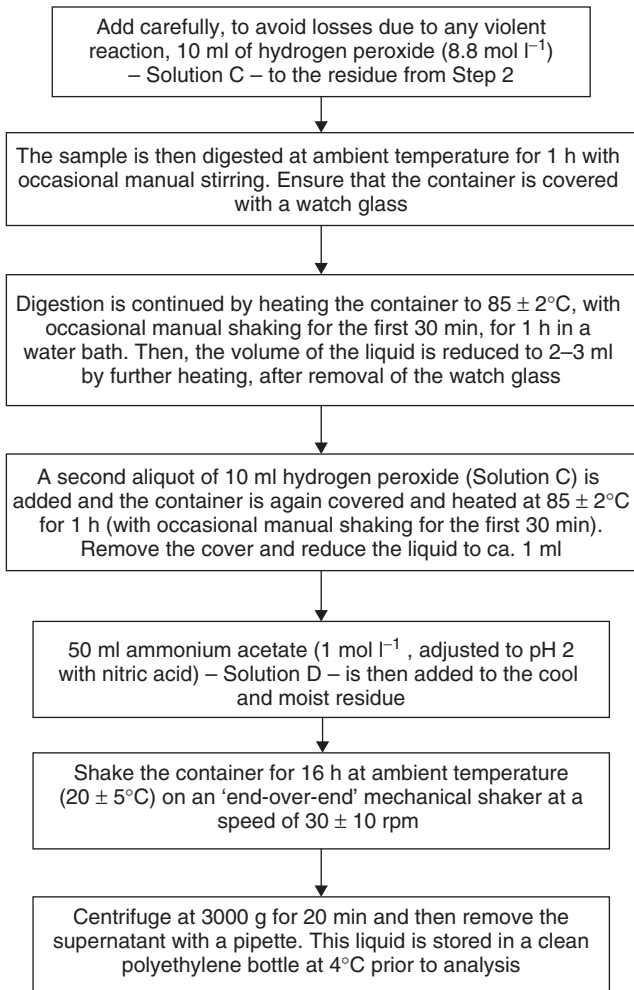 Add carefully, to avoid losses due to any violent
reaction, 10 ml of hydrogen peroxide (8.8 mol l⁻¹)
– Solution C – to the residue from Step 2
The sample is then digested at ambient temperature for 1 h with
occasional manual stirring. Ensure that the container is covered
with a watch glass
Digestion is continued by heating the container to 85 ± 2°C, with
occasional manual shaking for the first 30 min, for 1 h in a
water bath. Then, the volume of the liquid is reduced to 2–3 ml
by further heating, after removal of the watch glass
A second aliquot of 10 ml hydrogen peroxide (Solution C) is
added and the container is again covered and heated at 85 ± 2°C
for 1 h (with occasional manual shaking for the first 30 min).
Remove the cover and reduce the liquid to ca. 1 ml
50 ml ammonium acetate (1 mol l⁻¹ , adjusted to pH 2
with nitric acid) – Solution D – is then added to the cool
and moist residue
Shake the container for 16 h at ambient temperature
(20 ± 5°C) on an ‘end-over-end’ mechanical shaker at a
speed of 30 ± 10 rpm
Centrifuge at 3000 g for 20 min and then remove the
supernatant with a pipette. This liquid is stored in a clean
polyethylene bottle at 4°C prior to analysis